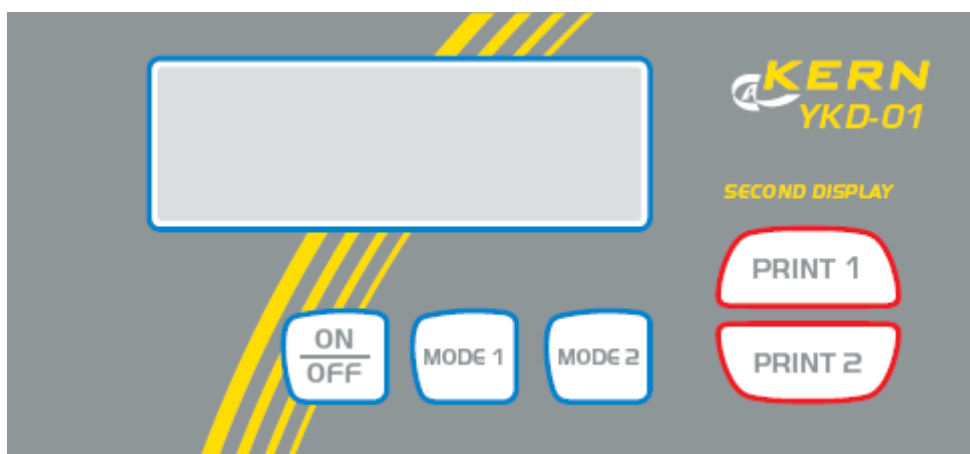 KERN
YKD-01
SECOND DISPLAY
PRINT 1
ON
OFF
MODE 1
MODE 2
PRINT 2